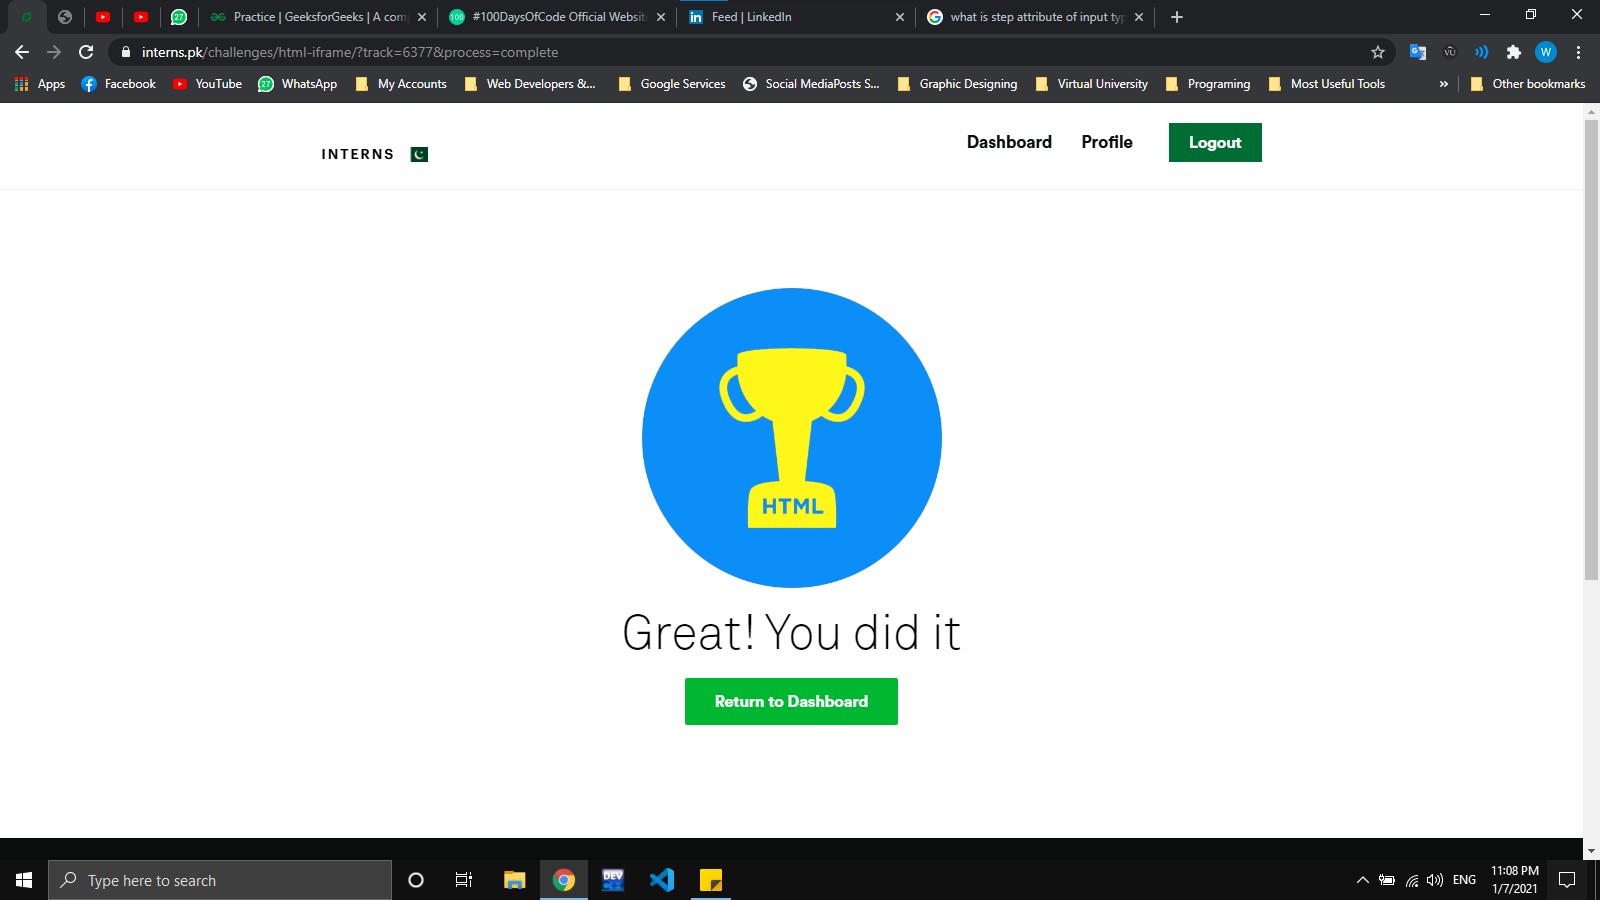 Practice | GeeksforGeeks | A com
#100DaysOfCode Official Website
Feed | LinkedIn
what is step attribute of input typ
interns.pk/challenges/html-iframe/?track=6377&process=complete
W
Apps
Facebook
27
YouTube
WhatsApp
My Accounts
Web Developers &...
Google Services
Social MediaPosts S...
Graphic Designing
Virtual University
Programing
Most Useful Tools
»
Other bookmarks
INTERNS
Dashboard
Profile
Logout
HTML
Great! You did it
Return to Dashboard
Type here to search
DEV
ENG
11:08 PM
1/7/2021